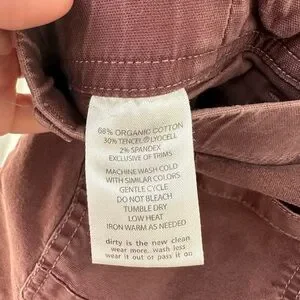 68% ORGANIC COTTON
30% TENCEL®LYOCELL
2% SPANDEX
EXCLUSIVE OF TRIMS
MACHINE WASH COLD
WITH SIMILAR COLORS
GENTLE CYCLE
DO NOT BLEACH
TUMBLE DRY
LOW HEAT
IRON WARM AS NEEDED
dirty is the new clean
wear more.. wash less
wear it out or pass it on